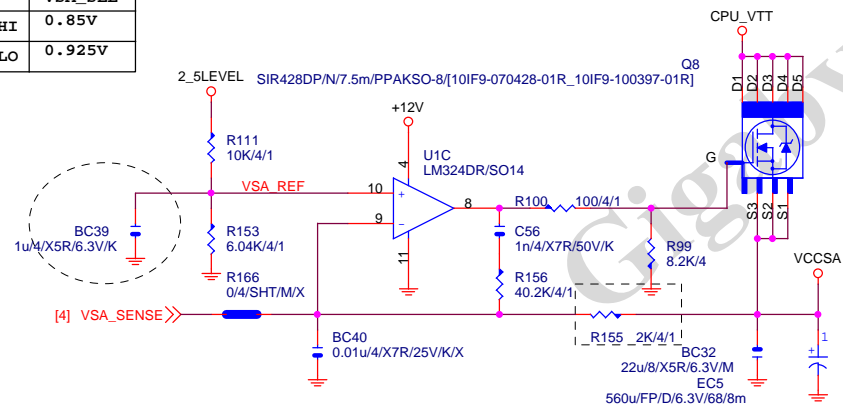 VSA_SEL
HI 0.85V
LO 0.925V
CPU_VTT
2_5LEVEL
Q8
SIR428DP/N/7.5m/PPAKSO-8/[10IF9-070428-01R_10IF9-100397-01R]
D1 D2 D3 D4 D5
+12V
R111
10K/4/1
4
U1C
LM324DR/SO14
G
VSA_REF
10
+
8
R100
100/4/1
9
-
S3 S2 S1
BC39
1u/4/X5R/6.3V/K
R153
6.04K/4/1
11
C56
1n/4/X7R/50V/K
R99
8.2K/4
VCCSA
R166
0/4/SHT/M/X
R156
40.2K/4/1
[4] VSA_SENSE
R155 2K/4/1
BC40
0.01u/4/X7R/25V/K/X
BC32
22u/8/X5R/6.3V/M
+
1
EC5
560u/FP/D/6.3V/68/8m
Gigaby